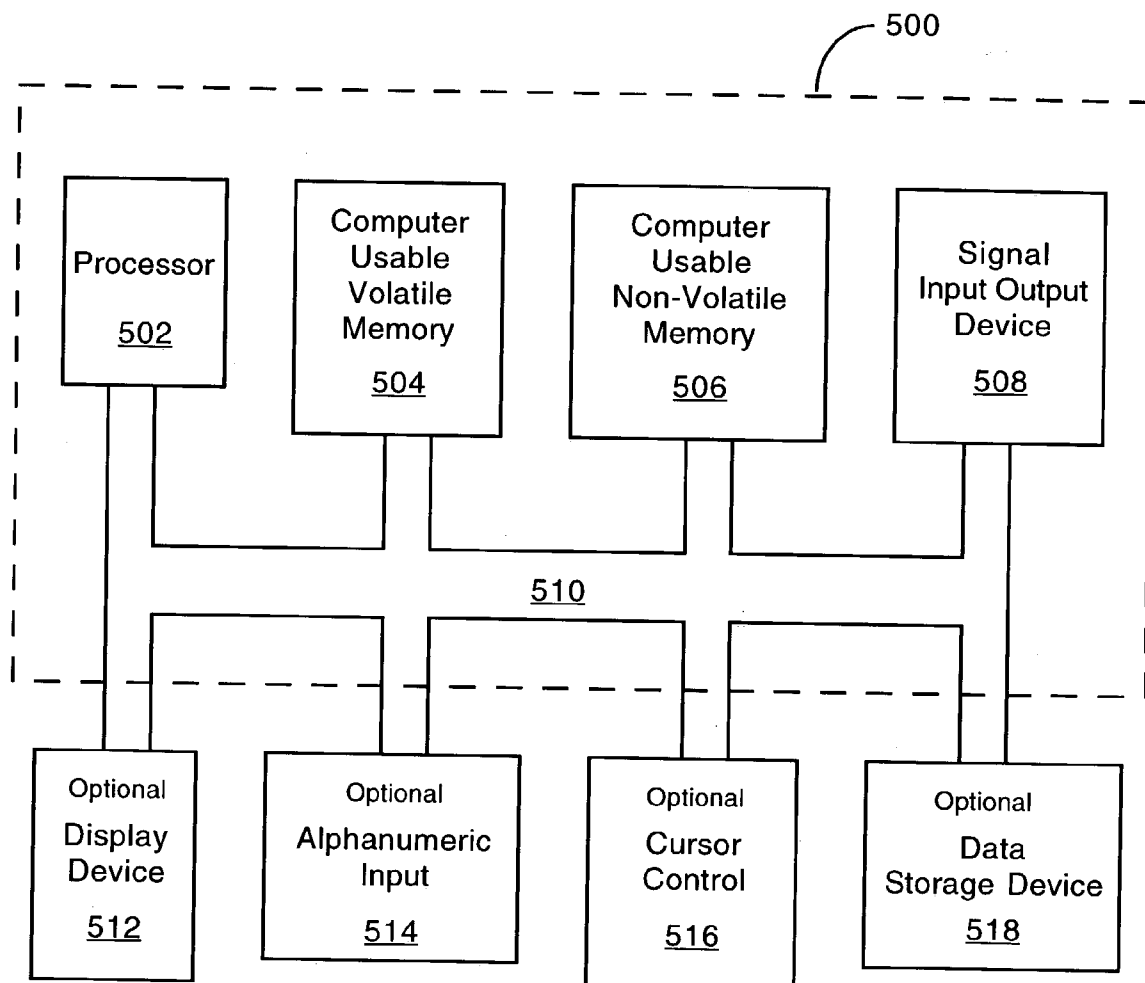 500
Processor
502
Computer
Usable
Volatile
Memory
504
Computer
Usable
Non-Volatile
Memory
506
Signal
Input Output
Device
508
510
Optional
Display
Device
512
Optional
Alphanumeric
Input
514
Optional
Cursor
Control
516
Optional
Data
Storage Device
518